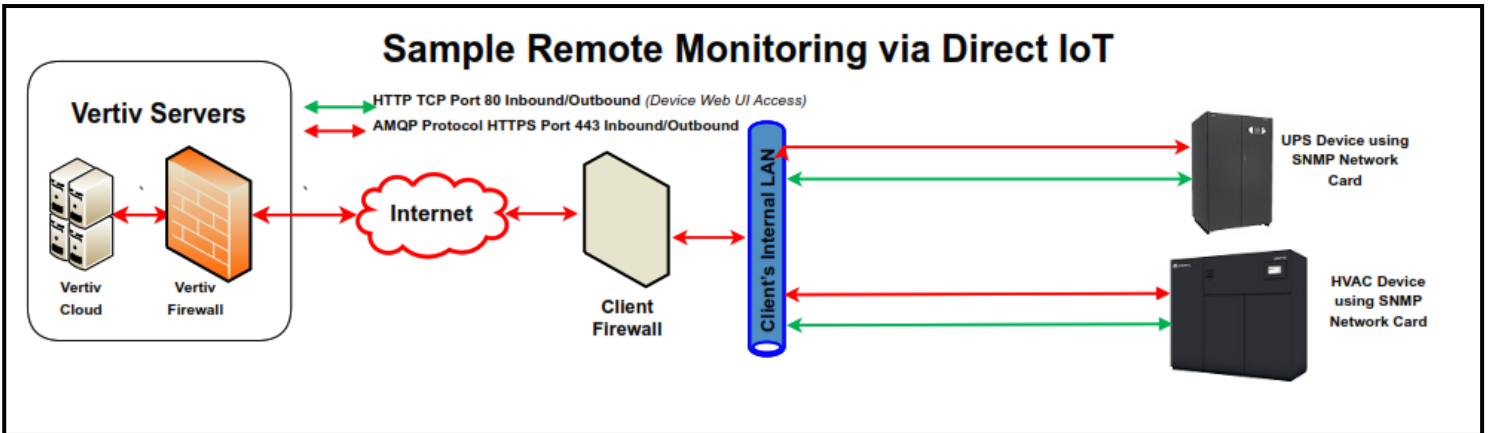 Sample Remote Monitoring via Direct IoT
Vertiv Servers
HTTP TCP Port 80 Inbound/Outbound (Device Web UI Access)
AMQP Protocol HTTPS Port 443 Inbound/Outbound
Vertiv
Cloud
Vertiv
Firewall
Internet
Client
Firewall
Client's Internal LAN
UPS Device using
SNMP Network
Card
HVAC Device
using SNMP
Network Card